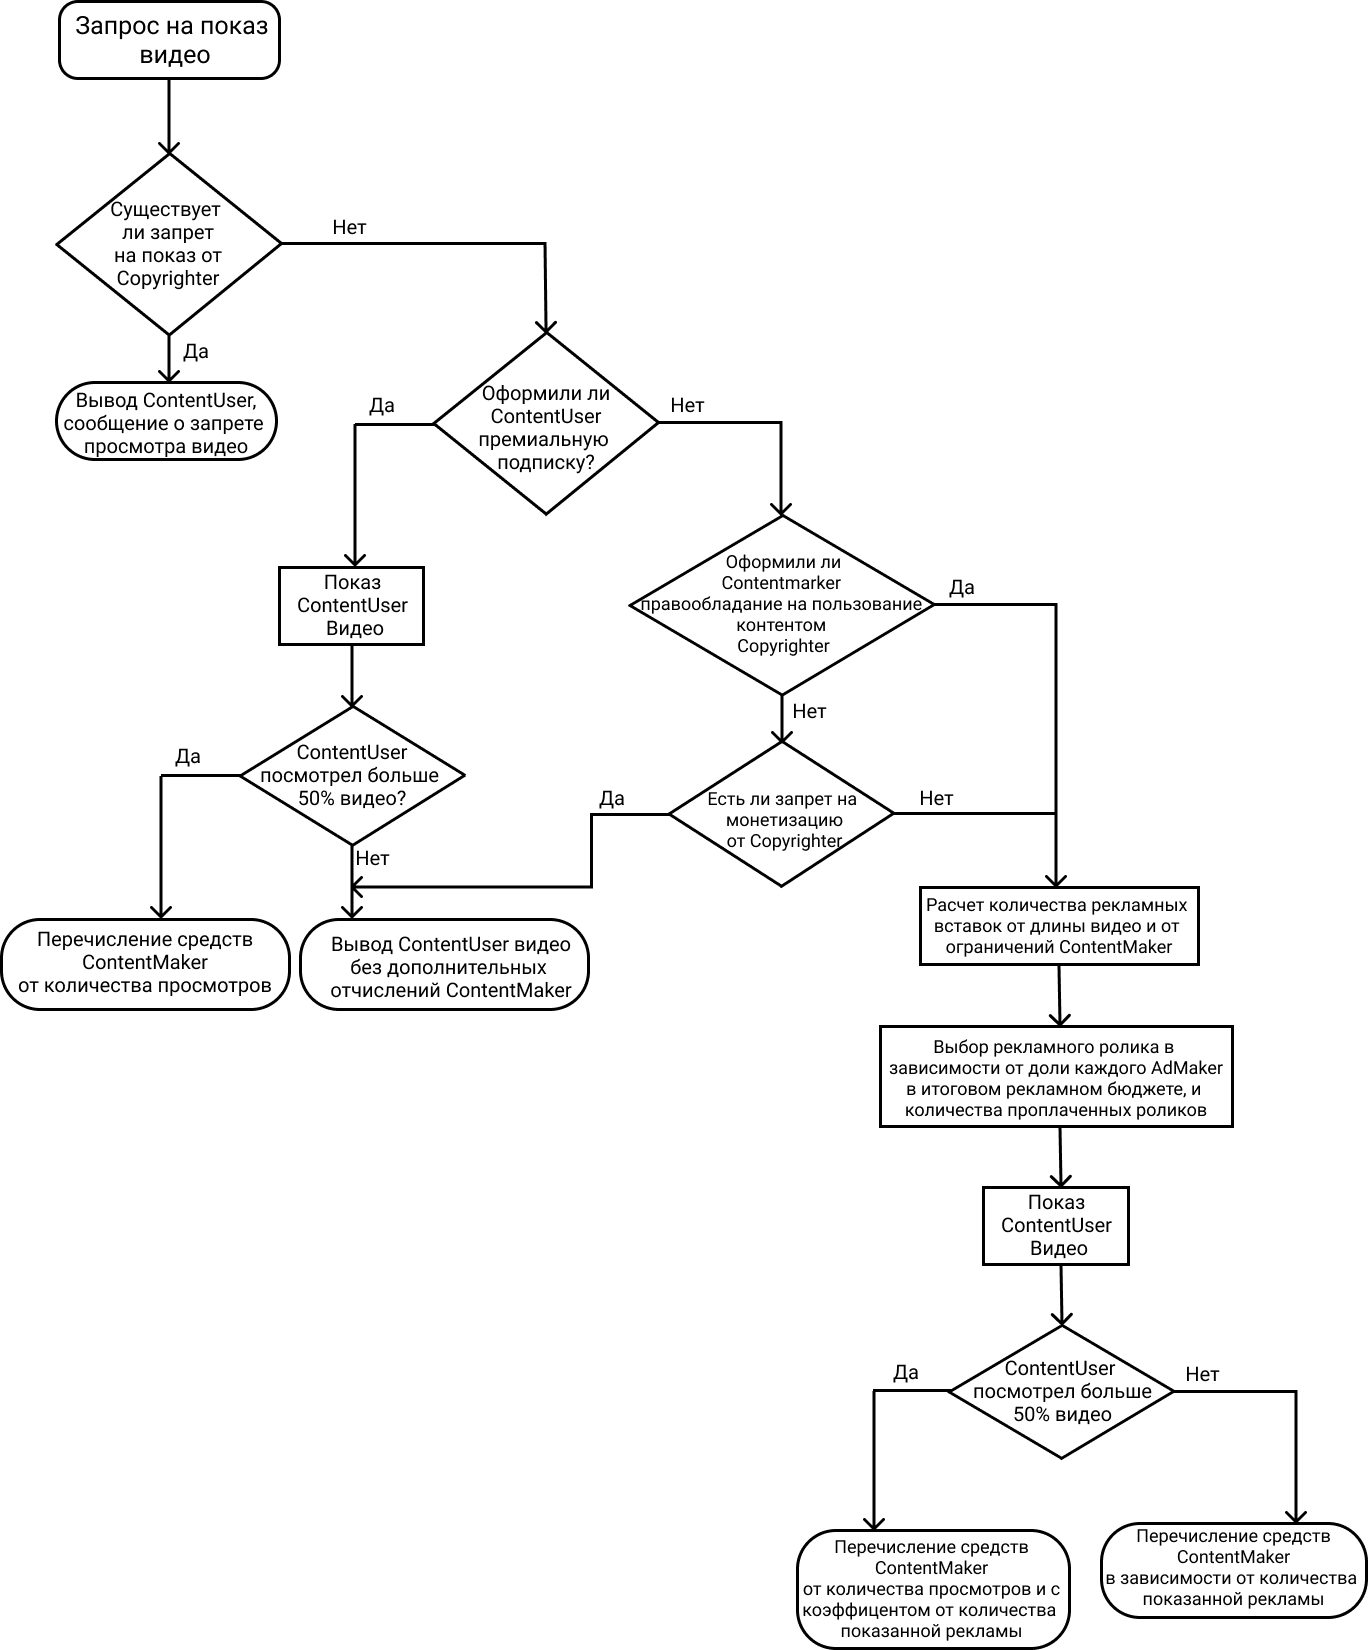 Запрос на показ
видео
Существует
ли запрет
на показ от
Copyrighter
Нет
Да
Вывод ContentUser,
сообщение о запрете
просмотра видео
Оформили ли
ContentUser
премиальную
подписку?
Да
Нет
Показ
ContentUser
Видео
Оформили ли
Contentmarker
правообладание на пользование
контентом
Copyrighter
Да
Нет
ContentUser
посмотрел больше
50% видео?
Да
Нет
Есть ли запрет на
монетизацию
от Copyrighter
Да
Нет
Перечисление средств
ContentMaker
от количества просмотров
Вывод ContentUser видео
без дополнительных
отчислений ContentMaker
Расчет количества рекламных
вставок от длины видео и от
ограничений ContentMaker
Выбор рекламного ролика в
зависимости от доли каждого AdMaker
в итоговом рекламном бюджете, и
количества проплаченных роликов
Показ
ContentUser
Видео
ContentUser
посмотрел больше
50% видео
Да
Нет
Перечисление средств
ContentMaker
от количества просмотров и с
коэффицентом от количества
показанной рекламы
Перечисление средств
ContentMaker
в зависимости от количества
показанной рекламы